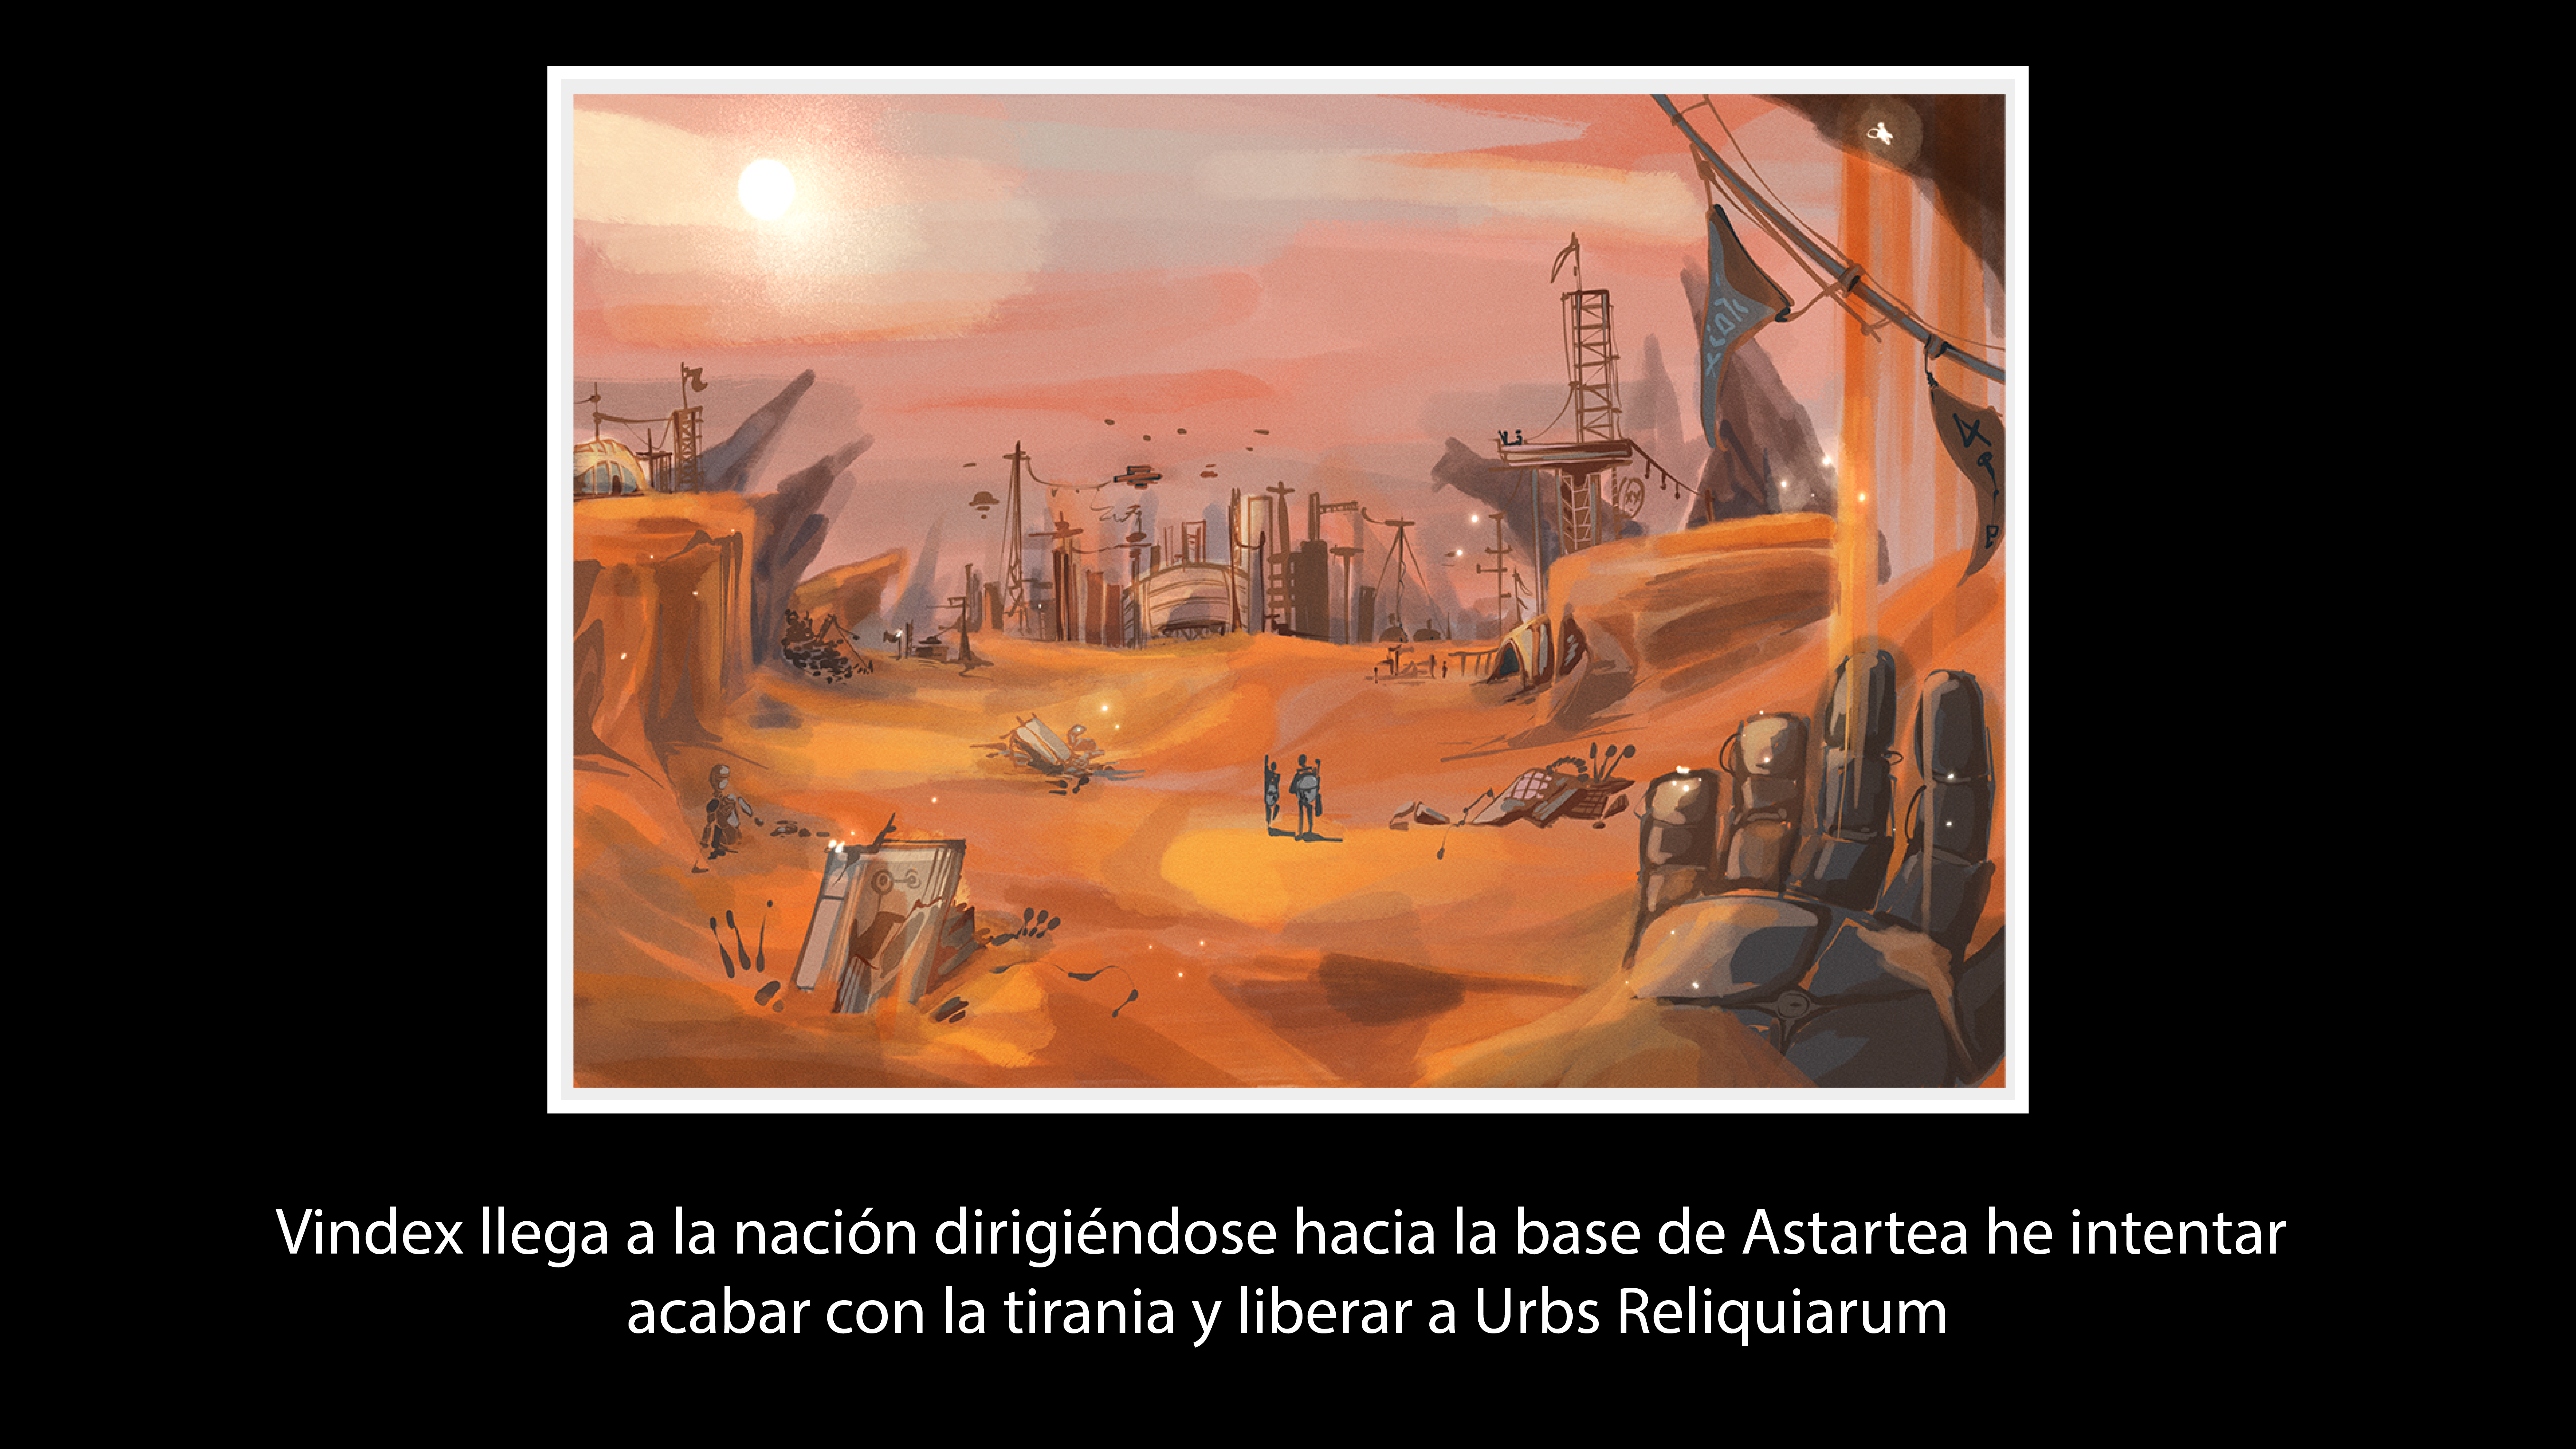 Vindex llega a la nación dirigiéndose hacia la base de Astartea he intentar
acabar con la tirania y liberar a Urbs Reliquiarum